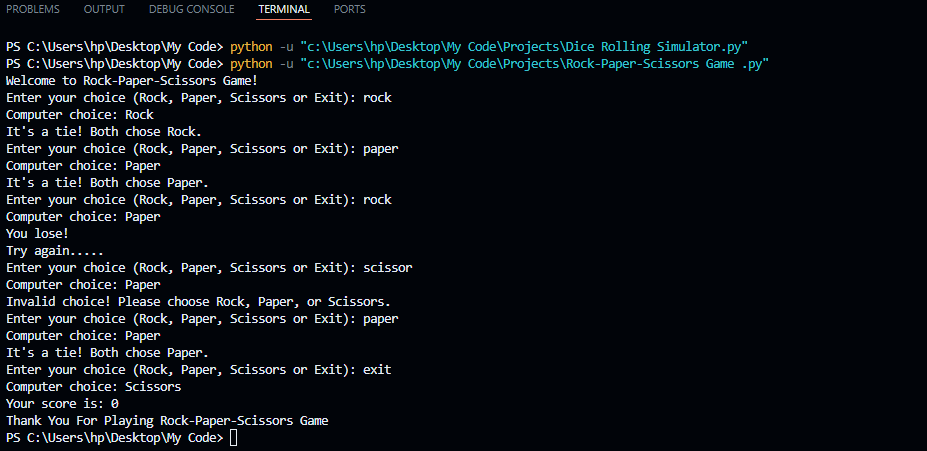 PROBLEMS OUTPUT DEBUG CONSOLE TERMINAL PORTS
PS C:\Users\hp\Desktop\My Code> python -u "c:\Users\hp\Desktop\My Code\Projects\Dice Rolling Simulator.py"
PS C:\Users\hp\Desktop\My Code> python -u "c:\Users\hp\Desktop\My Code\Projects\Rock-Paper-Scissors Game .py"
Welcome to Rock-Paper-Scissors Game!
Enter your choice (Rock, Paper, Scissors or Exit): rock
Computer choice: Rock
It's a tie! Both chose Rock.
Enter your choice (Rock, Paper, Scissors or Exit): paper
Computer choice: Paper
It's a tie! Both chose Paper.
Enter your choice (Rock, Paper, Scissors or Exit): rock
Computer choice: Paper
You lose!
Try again.....
Enter your choice (Rock, Paper, Scissors or Exit): scissor
Computer choice: Paper
Invalid choice! Please choose Rock, Paper, or Scissors.
Enter your choice (Rock, Paper, Scissors or Exit): paper
Computer choice: Paper
It's a tie! Both chose Paper.
Enter your choice (Rock, Paper, Scissors or Exit): exit
Computer choice: Scissors
Your score is: 0
Thank You For Playing Rock-Paper-Scissors Game
PS C:\Users\hp\Desktop\My Code>